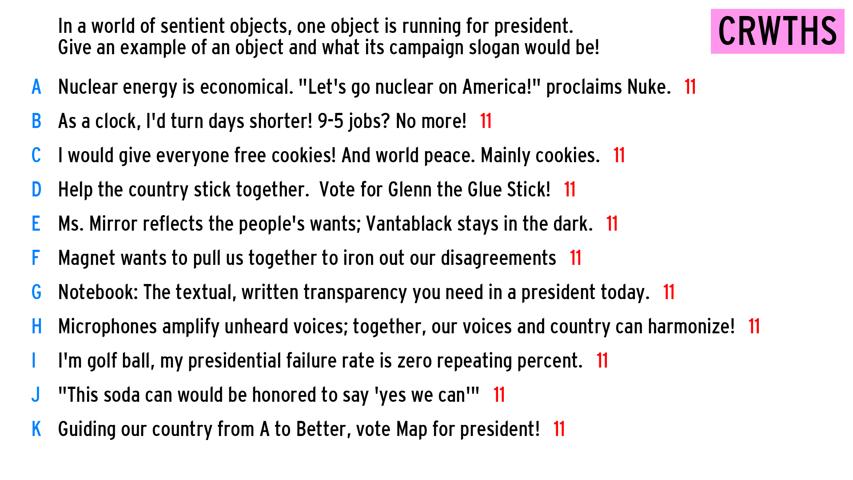 In a world of sentient objects, one object is running for president.
Give an example of an object and what its campaign slogan would be!
CRWTHS
A Nuclear energy is economical. "Let's go nuclear on America!" proclaims Nuke. 11
B As a clock, I'd turn days shorter! 9-5 jobs? No more! 11
C I would give everyone free cookies! And world peace. Mainly cookies. 11
D Help the country stick together.  Vote for Glenn the Glue Stick! 11
E Ms. Mirror reflects the people's wants; Vantablack stays in the dark. 11
F Magnet wants to pull us together to iron out our disagreements 11
G Notebook: The textual, written transparency you need in a president today. 11
H Microphones amplify unheard voices; together, our voices and country can harmonize! 11
I I'm golf ball, my presidential failure rate is zero repeating percent. 11
J "This soda can would be honored to say 'yes we can'" 11
K Guiding our country from A to Better, vote Map for president! 11